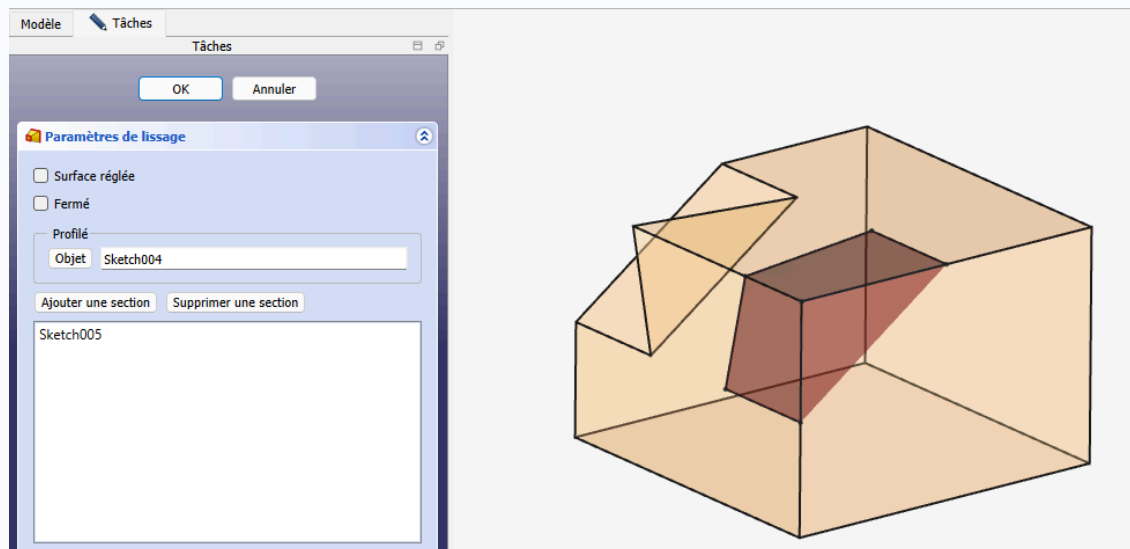 Modèle
Tâches
Tâches
OK
Annuler
Paramètres de lissage
Surface réglée
Fermé
Profilé
Objet
Sketch004
Ajouter une section
Supprimer une section
Sketch005